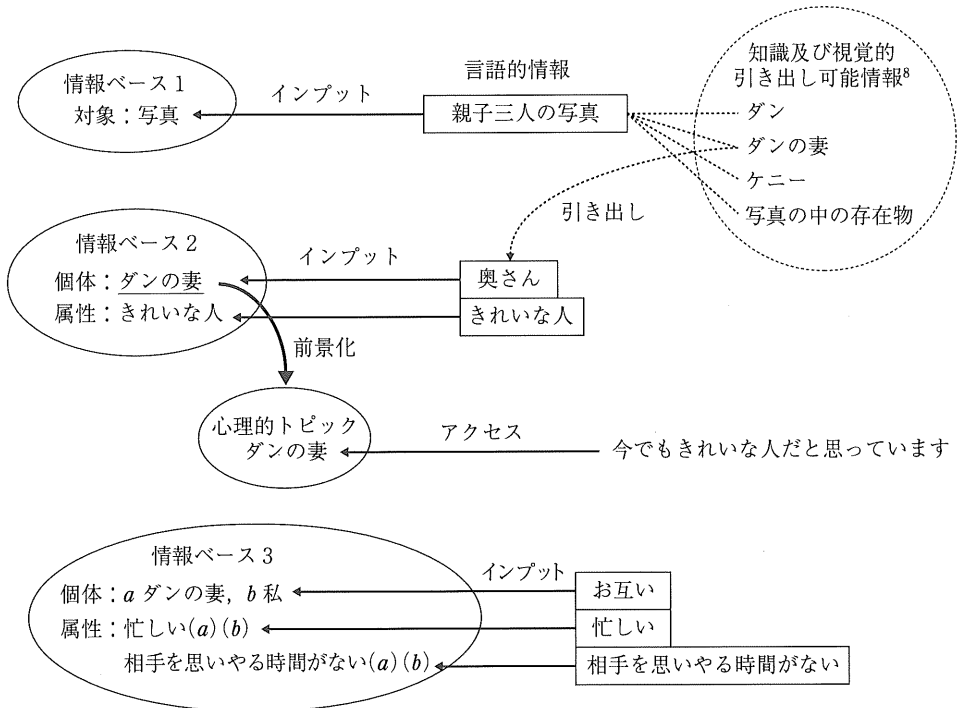 知識及び視覚的
引き出し可能情報8
ダン
ダンの妻
ケニー
写真の中の存在物
言語的情報
親子三人の写真
インプット
情報ベース1
対象：写真
引き出し
情報ベース2
個体：ダンの妻
属性：きれいな人
インプット
奥さん
きれいな人
前景化
心理的トピック
ダンの妻
アクセス
今でもきれいな人だと思っています
情報ベース3
個体：a ダンの妻，b 私
属性：忙しい(a)(b)
相手を思いやる時間がない(a)(b)
インプット
お互い
忙しい
相手を思いやる時間がない